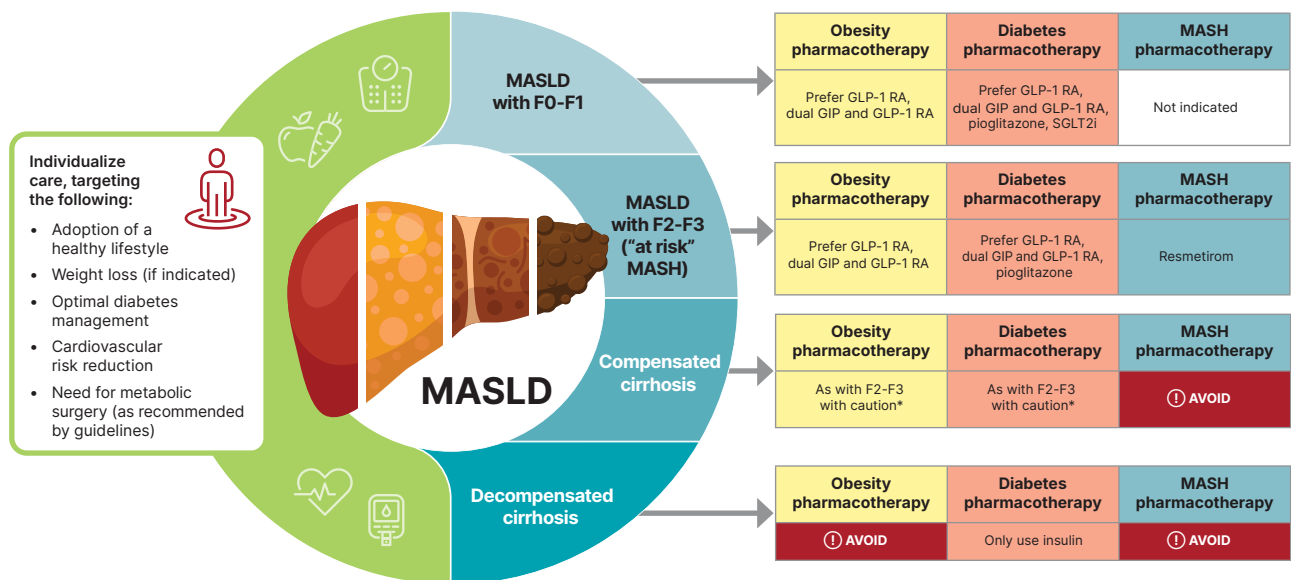 Individualize
care, targeting
the following:
• Adoption of a
healthy lifestyle
• Weight loss (if indicated)
• Optimal diabetes
management
• Cardiovascular
risk reduction
• Need for metabolic
surgery (as recommended
by guidelines)
MASLD
MASLD
with F0-F1
MASLD
with F2-F3
("at risk"
MASH)
Compensated
cirrhosis
Decompensated
cirrhosis
Obesity
pharmacotherapy
Diabetes
pharmacotherapy
MASH
pharmacotherapy
Prefer GLP-1 RA,
dual GIP and GLP-1 RA
Prefer GLP-1 RA,
dual GIP and GLP-1 RA,
pioglitazone, SGLT2i
Not indicated
Obesity
pharmacotherapy
Diabetes
pharmacotherapy
MASH
pharmacotherapy
Prefer GLP-1 RA,
dual GIP and GLP-1 RA
Prefer GLP-1 RA,
dual GIP and GLP-1 RA,
pioglitazone
Resmetirom
Obesity
pharmacotherapy
Diabetes
pharmacotherapy
MASH
pharmacotherapy
As with F2-F3
with caution*
As with F2-F3
with caution*
! AVOID
Obesity
pharmacotherapy
Diabetes
pharmacotherapy
MASH
pharmacotherapy
! AVOID
Only use insulin
! AVOID